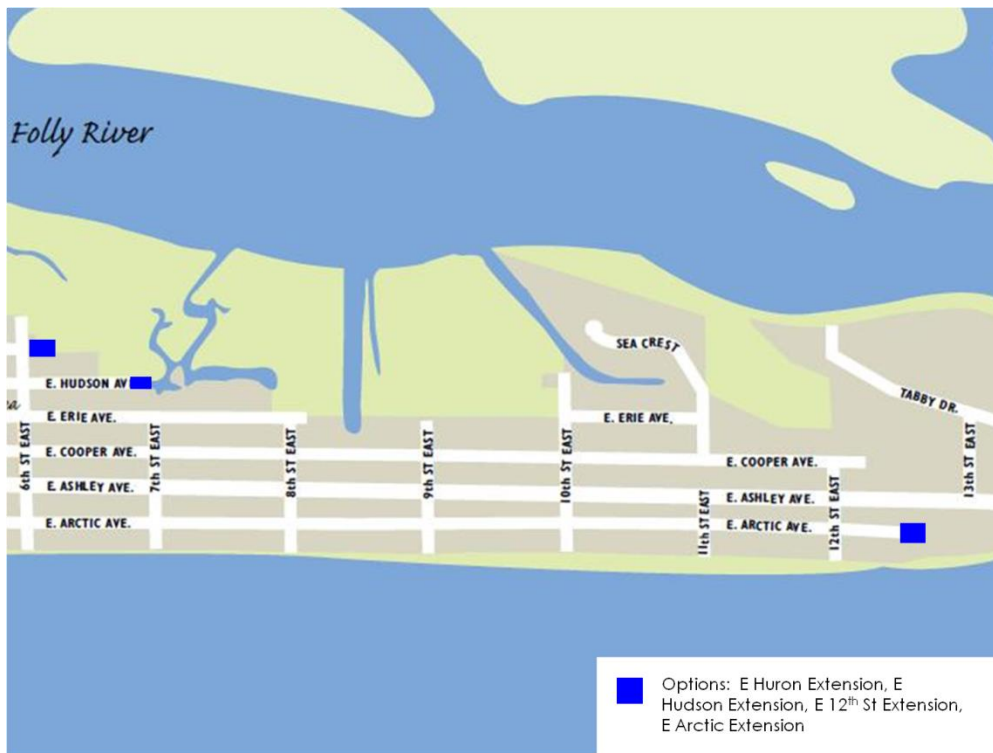 Folly River
SEA CREST
TABBY DR.
E. HUDSON AV
E. ERIE AVE.
E. ERIE AVE.
E. COOPER AVE.
E. COOPER AVE.
E. ASHLEY AVE.
E. ASHLEY AVE.
E. ARCTIC AVE.
E. ARCTIC AVE.
6th ST EAST
7th ST EAST
8th ST EAST
9th ST EAST
10th ST EAST
11th ST EAST
12th ST EAST
13th ST EAST
Options: E Huron Extension, E
Hudson Extension, E 12th St Extension,
E Arctic Extension